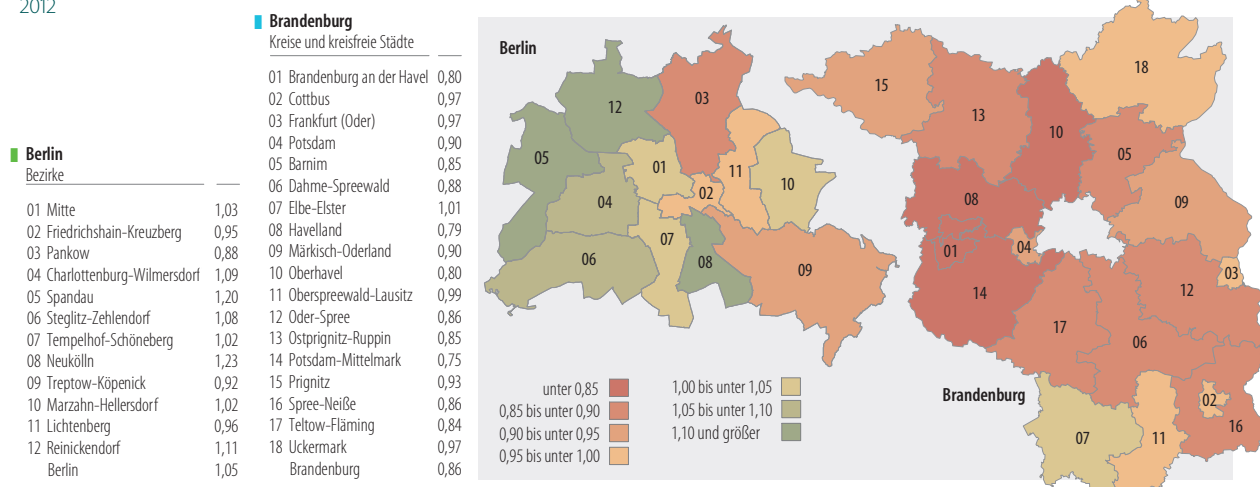 2012
Berlin
Bezirke
01 Mitte 1,03
02 Friedrichshain-Kreuzberg 0,95
03 Pankow 0,88
04 Charlottenburg-Wilmersdorf 1,09
05 Spandau 1,20
06 Steglitz-Zehlendorf 1,08
07 Tempelhof-Schöneberg 1,02
08 Neukölln 1,23
09 Treptow-Köpenick 0,92
10 Marzahn-Hellersdorf 1,02
11 Lichtenberg 0,96
12 Reinickendorf 1,11
Berlin 1,05
Brandenburg
Kreise und kreisfreie Städte
01 Brandenburg an der Havel 0,80
02 Cottbus 0,97
03 Frankfurt (Oder) 0,97
04 Potsdam 0,90
05 Barnim 0,85
06 Dahme-Spreewald 0,88
07 Elbe-Elster 1,01
08 Havelland 0,79
09 Märkisch-Oderland 0,90
10 Oberhavel 0,80
11 Oberspreewald-Lausitz 0,99
12 Oder-Spree 0,86
13 Ostprignitz-Ruppin 0,85
14 Potsdam-Mittelmark 0,75
15 Prignitz 0,93
16 Spree-Neiße 0,86
17 Teltow-Fläming 0,84
18 Uckermark 0,97
Brandenburg 0,86
Berlin
12
03
05
01
11
10
02
04
07
08
06
09
unter 0,85
0,85 bis unter 0,90
0,90 bis unter 0,95
0,95 bis unter 1,00
1,00 bis unter 1,05
1,05 bis unter 1,10
1,10 und größer
Brandenburg
18
15
13
10
05
08
09
01
04
03
14
12
17
06
02
16
07
11